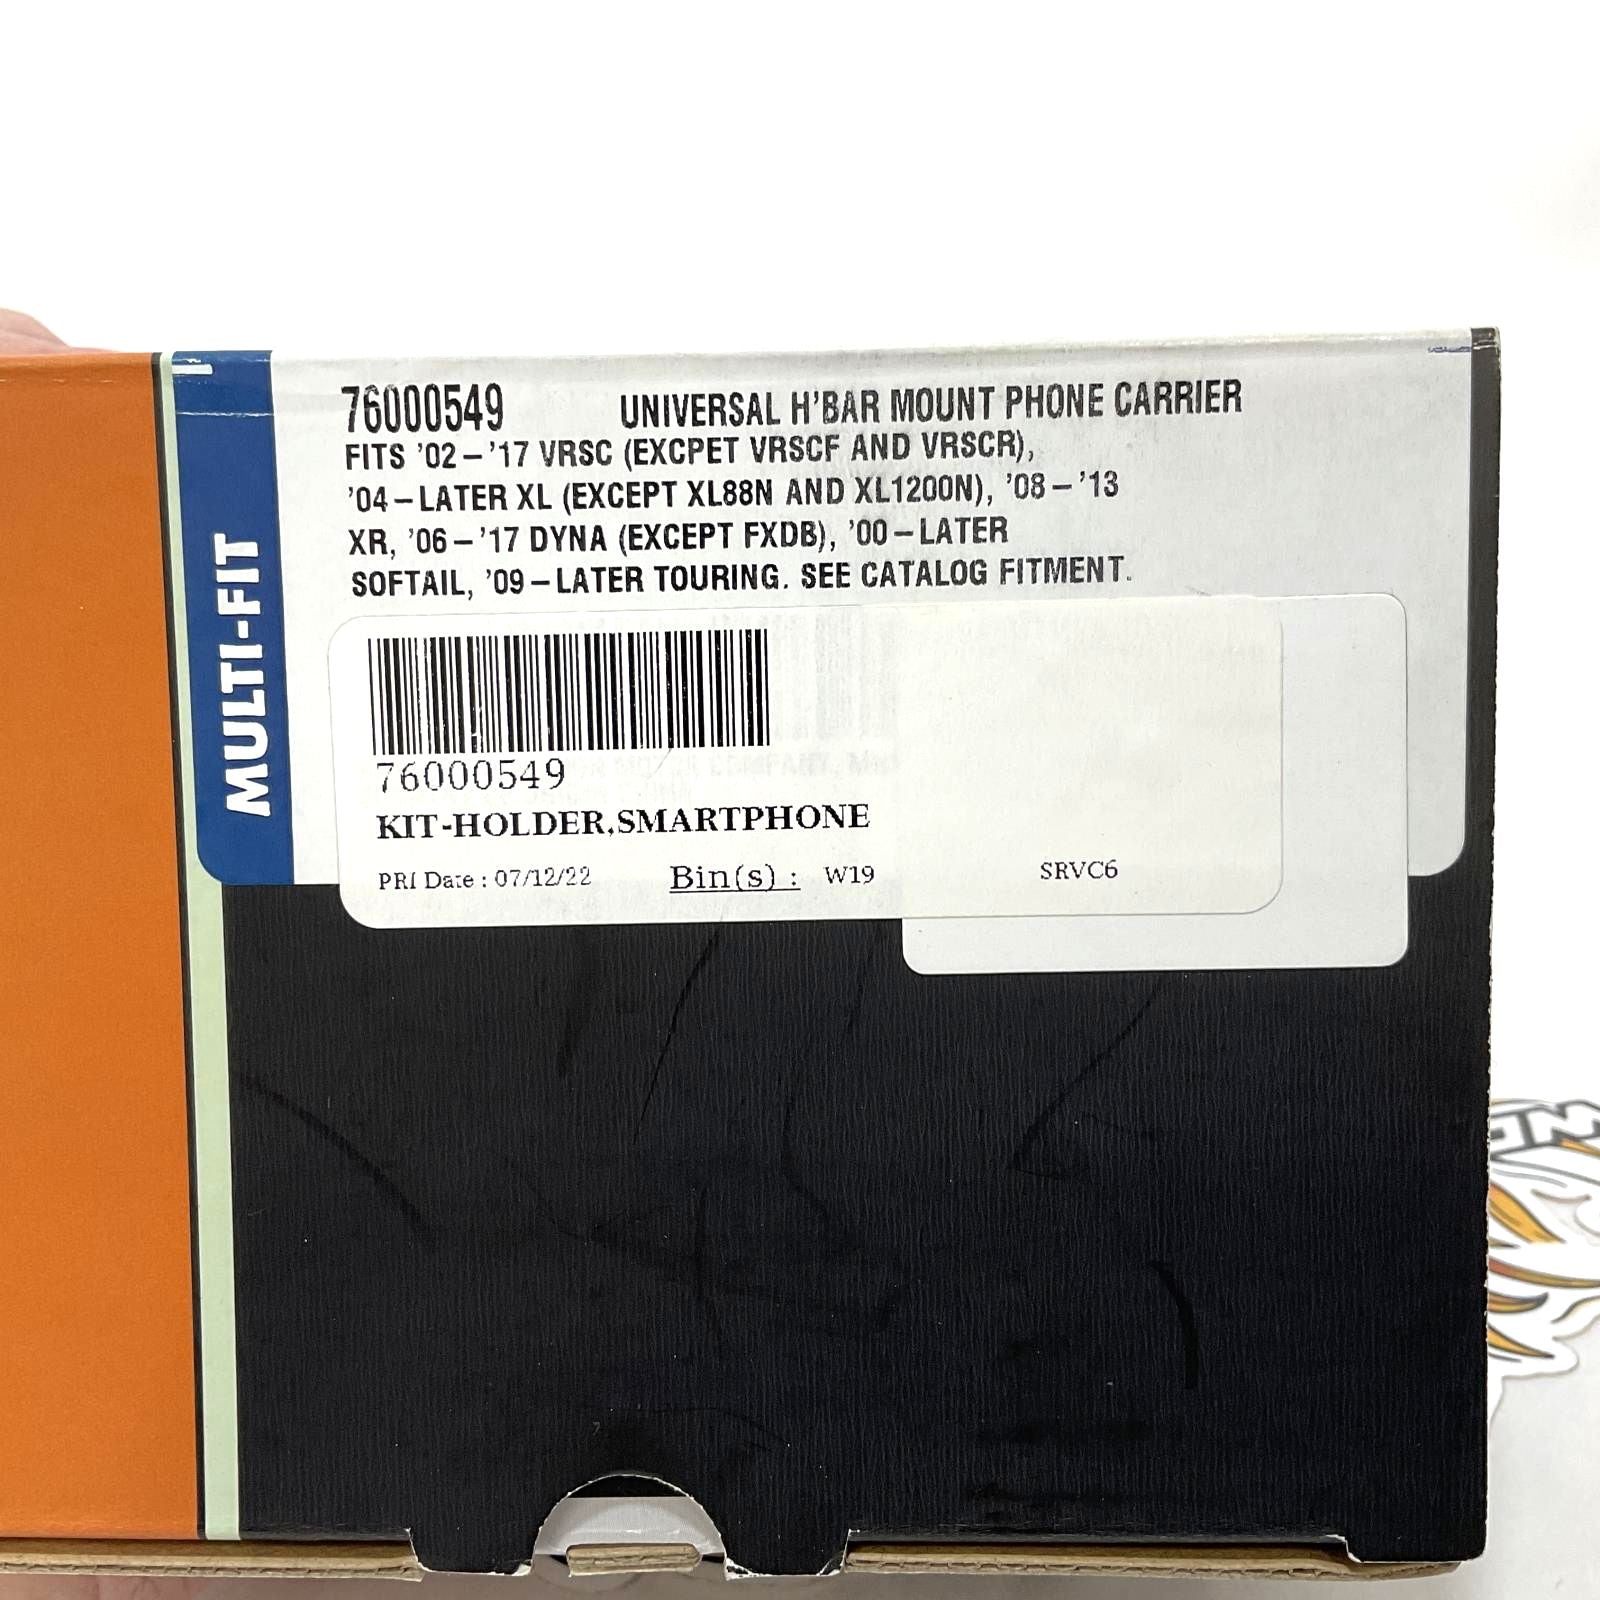 76000549 UNIVERSAL H'BAR MOUNT PHONE CARRIER
FITS '02–'17 VRSC (EXCPET VRSCF AND VRSCR),
'04–LATER XL (EXCEPT XL88N AND XL1200N), '08–'13
XR, '06–'17 DYNA (EXCEPT FXDB), '00–LATER
SOFTAIL, '09–LATER TOURING. SEE CATALOG FITMENT.
MULTI-FIT
76000549
KIT-HOLDER,SMARTPHONE
PRI Date : 07/12/22 Bin(s) : W19 SRVC6